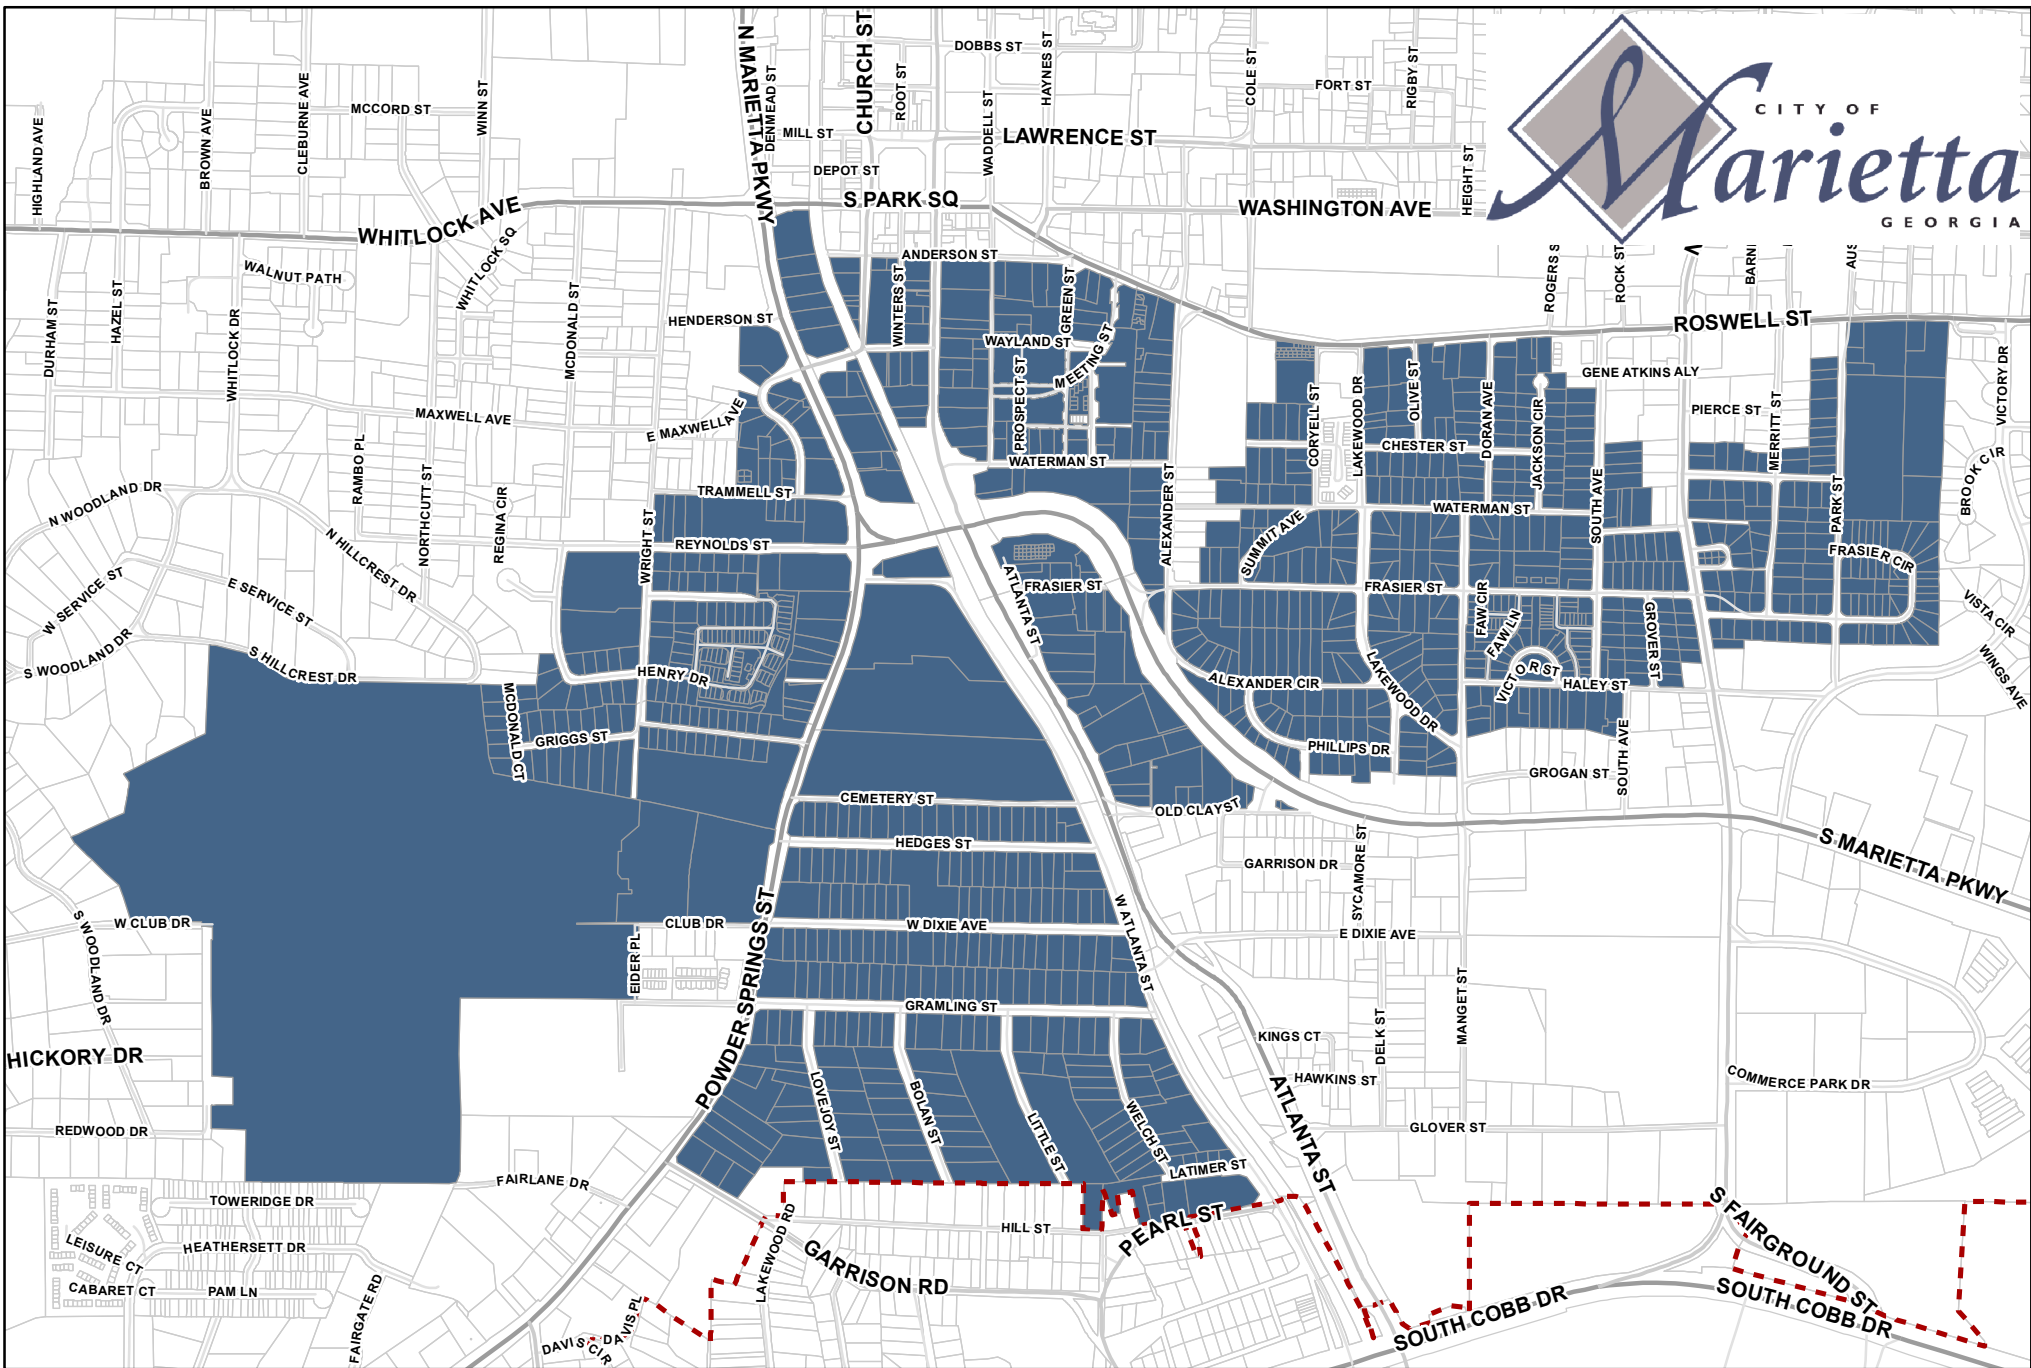 N MARIETTA PKWY
DENMEAD ST
CHURCH ST
ROOT ST
DOBBS ST
HAYNES ST
COLE ST
FORT ST
RIGBY ST
CITY OF
Marietta
GEORGIA
HIGHLAND AVE
BROWN AVE
CLEBURNE AVE
MCCORD ST
WINN ST
MILL ST
DEPOT ST
WADDELL ST
LAWRENCE ST
HEIGHT ST
WHITLOCK AVE
S PARK SQ
WASHINGTON AVE
WHITLOCK SQ
WALNUT PATH
ANDERSON ST
DURHAM ST
HAZEL ST
WHITLOCK DR
MCDONALD ST
HENDERSON ST
WINTERS ST
GREEN ST
WAYLAND ST
MEETING ST
PROSPECT ST
ROGERS S
ROCK ST
V
BARN
AUS
ROSWELL ST
GENE ATKINS ALY
VICTORY DR
MAXWELL AVE
E MAXWELL AVE
CORYELL ST
LAKEWOOD DR
OLIVE ST
DORAN AVE
JACKSON CIR
CHESTER ST
PIERCE ST
MERRITT ST
RAMBO PL
NORTHCUTT ST
REGINA CIR
TRAMMELL ST
WATERMAN ST
ALEXANDER ST
WATERMAN ST
SOUTH AVE
PARK ST
BROOK CIR
N WOODLAND DR
N HILLCREST DR
WRIGHT ST
REYNOLDS ST
SUMMIT AVE
FRASIER CIR
W SERVICE ST
E SERVICE ST
ATLANTA ST
FRASIER ST
FRASIER ST
FAW CIR
FAW LN
GROVER ST
VISTA CIR
WINGS AVE
S WOODLAND DR
S HILLCREST DR
HENRY DR
ALEXANDER CIR
LAKEWOOD DR
VICTOR ST
HALEY ST
MCDONALD CT
GRIGGS ST
PHILLIPS DR
GROGAN ST
SOUTH AVE
CEMETERY ST
OLD CLAY ST
HEDGES ST
GARRISON DR
SYCAMORE ST
S MARIETTA PKWY
S WOODLAND DR
W CLUB DR
CLUB DR
EIDER PL
POWDER SPRINGS ST
W DIXIE AVE
W ATLANTA ST
E DIXIE AVE
MANGET ST
GRAMLING ST
HICKORY DR
KINGS CT
DELK ST
HAWKINS ST
COMMERCE PARK DR
LOVEJOY ST
BOLAN ST
LITTLE ST
WELCH ST
ATLANTA ST
REDWOOD DR
GLOVER ST
LATIMER ST
FAIRLANE DR
TOWERIDGE DR
LEISURE CT
HEATHERSETT DR
CABARET CT
PAM LN
FAIRGATE RD
LAKEWOOD RD
HILL ST
PEARL ST
GARRISON RD
DAVIS CIR
DAVIS PL
S FAIRGROUND ST
SOUTH COBB DR
SOUTH COBB DR